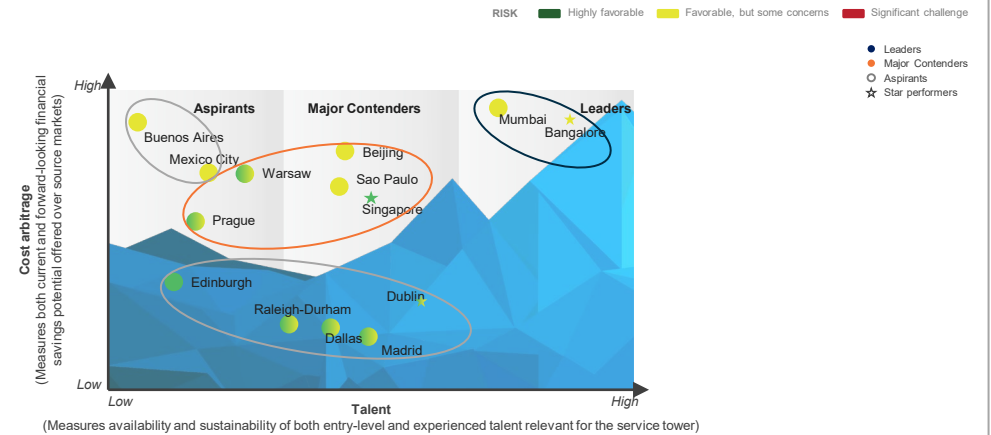 RISK Highly favorable Favorable, but some concerns Significant challenge
Leaders
Major Contenders
Aspirants
Star performers
High
Aspirants Major Contenders Leaders
Mumbai
Bangalore
Buenos Aires
Mexico City
Beijing
Warsaw
Sao Paulo
Singapore
Prague
Edinburgh
Dublin
Raleigh-Durham
Dallas
Madrid
Cost arbitrage
(Measures both current and forward-looking financial
savings potential offered over source markets)
Low
Low High
Talent
(Measures availability and sustainability of both entry-level and experienced talent relevant for the service tower)